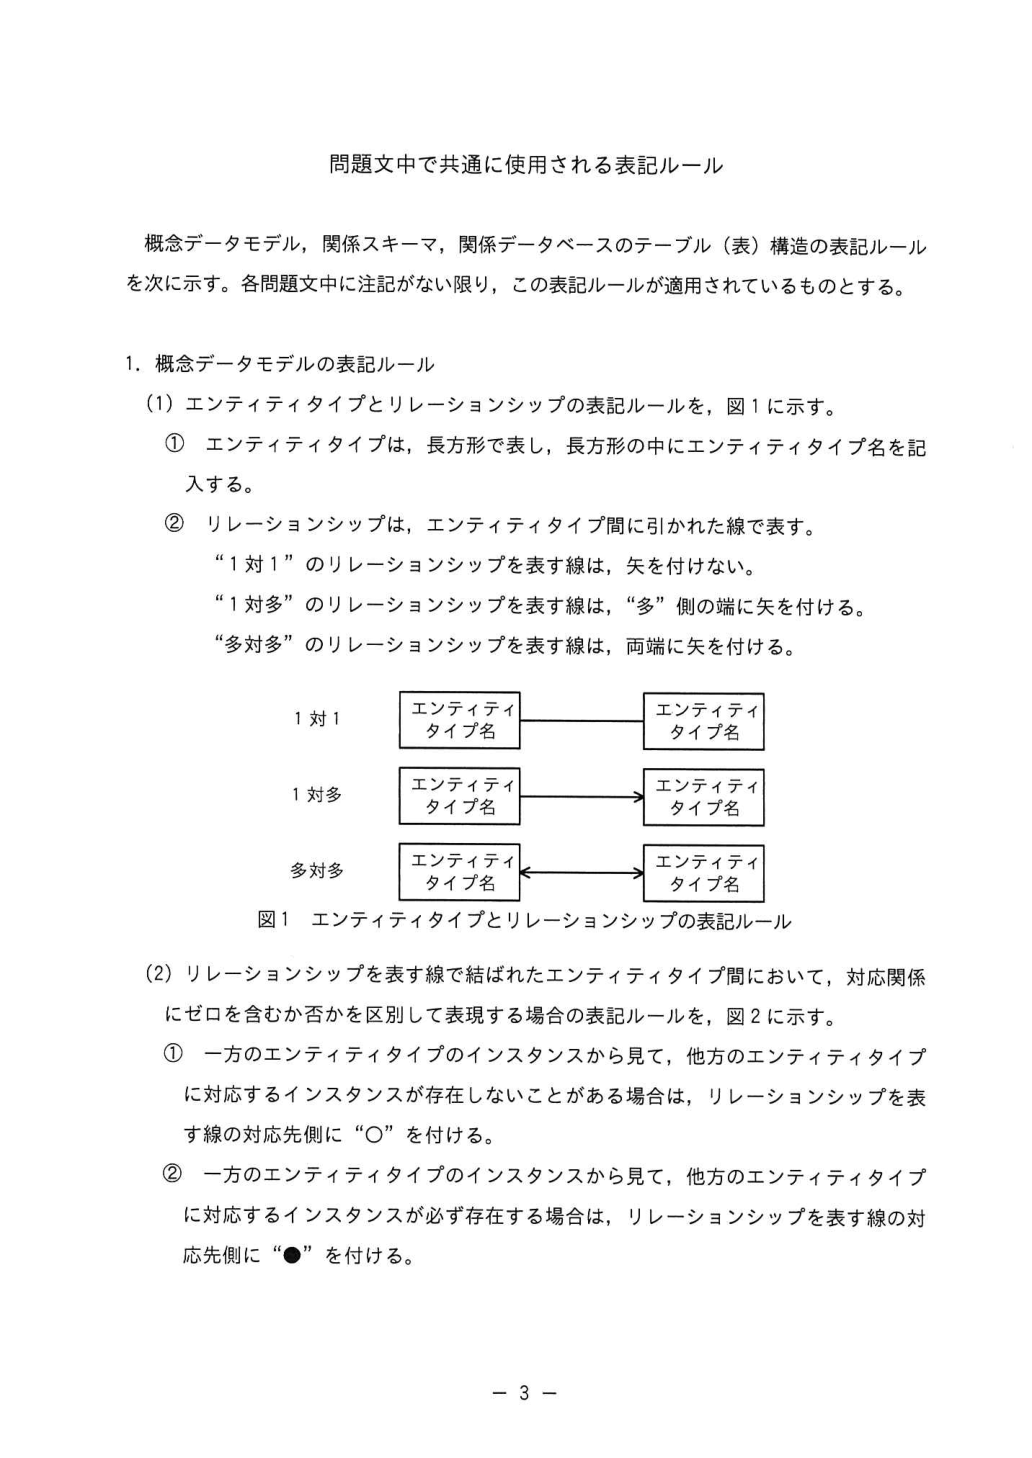 問題文中で共通に使用される表記ルール
概念データモデル，関係スキーマ，関係データベースのテーブル（表）構造の表記ルール
を次に示す。各問題文中に注記がない限り，この表記ルールが適用されているものとする。
1．概念データモデルの表記ルール
（1）エンティティタイプとリレーションシップの表記ルールを，図1に示す。
① エンティティタイプは，長方形で表し，長方形の中にエンティティタイプ名を記
入する。
② リレーションシップは，エンティティタイプ間に引かれた線で表す。
“1対1”のリレーションシップを表す線は，矢を付けない。
“1対多”のリレーションシップを表す線は，“多”側の端に矢を付ける。
“多対多”のリレーションシップを表す線は，両端に矢を付ける。
1対1
エンティティ
タイプ名
エンティティ
タイプ名
1対多
エンティティ
タイプ名
エンティティ
タイプ名
多対多
エンティティ
タイプ名
エンティティ
タイプ名
図1 エンティティタイプとリレーションシップの表記ルール
（2）リレーションシップを表す線で結ばれたエンティティタイプ間において，対応関係
にゼロを含むか否かを区別して表現する場合の表記ルールを，図2に示す。
① 一方のエンティティタイプのインスタンスから見て，他方のエンティティタイプ
に対応するインスタンスが存在しないことがある場合は，リレーションシップを表
す線の対応先側に“○”を付ける。
② 一方のエンティティタイプのインスタンスから見て，他方のエンティティタイプ
に対応するインスタンスが必ず存在する場合は，リレーションシップを表す線の対
応先側に“●”を付ける。
－ 3 －